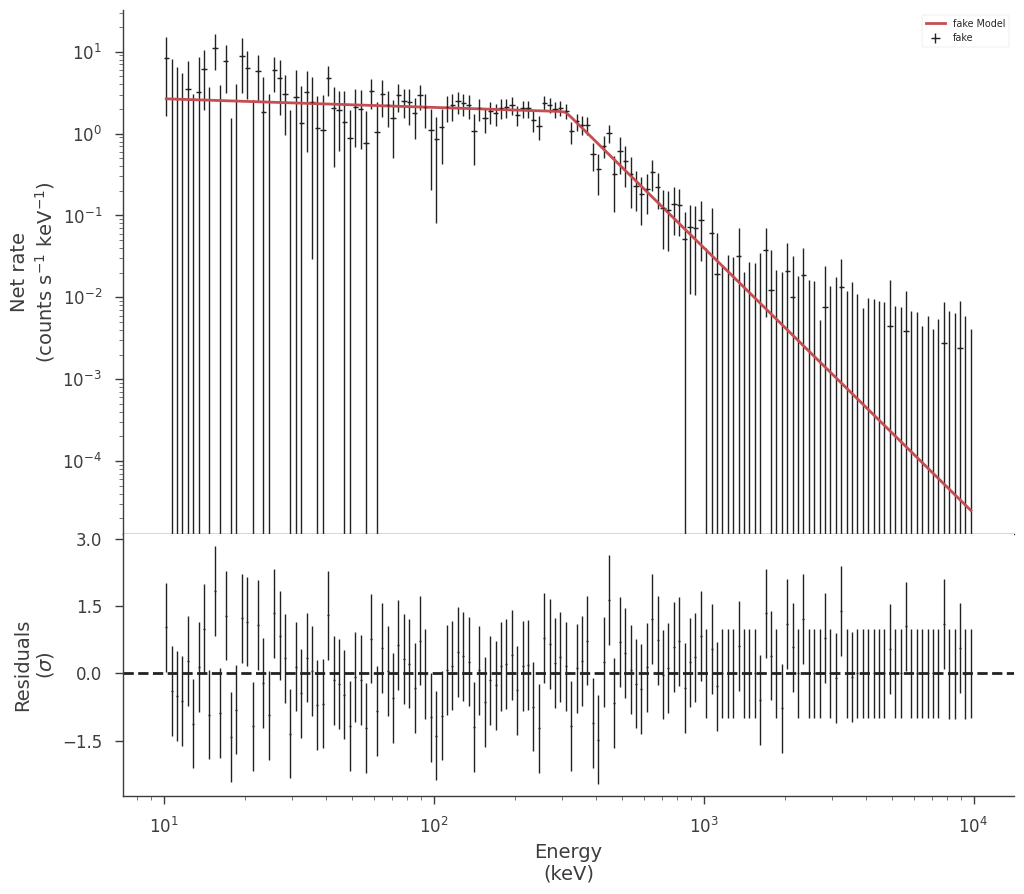 fake Model
fake
10¹
10⁰
10⁻¹
10⁻²
10⁻³
10⁻⁴
Net rate
(counts s⁻¹ keV⁻¹)
3.0
1.5
0.0
−1.5
Residuals
(σ)
10¹
10²
10³
10⁴
Energy
(keV)